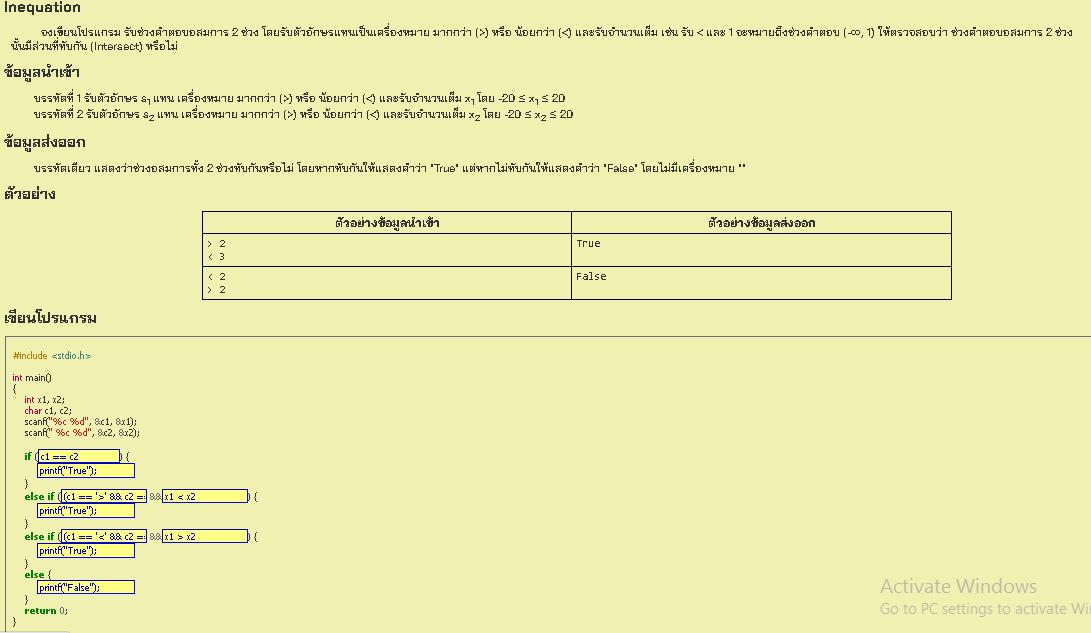 Inequation
จงเขียนโปรแกรม รับช่วงคำตอบอสมการ 2 ช่วง โดยรับตัวอักษรแทนเป็นเครื่องหมาย มากกว่า (>) หรือ น้อยกว่า (<) และรับจำนวนเต็ม เช่น รับ < และ 1 จะหมายถึงช่วงคำตอบ (-∞, 1) ให้ตรวจสอบว่า ช่วงคำตอบอสมการ 2 ช่วง
นั้นมีส่วนที่ทับกัน (Intersect) หรือไม่
ข้อมูลนำเข้า
บรรทัดที่ 1 รับตัวอักษร s1 แทน เครื่องหมาย มากกว่า (>) หรือ น้อยกว่า (<) และรับจำนวนเต็ม x1 โดย -20 ≤ x1 ≤ 20
บรรทัดที่ 2 รับตัวอักษร s2 แทน เครื่องหมาย มากกว่า (>) หรือ น้อยกว่า (<) และรับจำนวนเต็ม x2 โดย -20 ≤ x2 ≤ 20
ข้อมูลส่งออก
บรรทัดเดียว แสดงว่าช่วงอสมการทั้ง 2 ช่วงทับกันหรือไม่ โดยหากทับกันให้แสดงคำว่า "True" แต่หากไม่ทับกันให้แสดงคำว่า "False" โดยไม่มีเครื่องหมาย ""
ตัวอย่าง
ตัวอย่างข้อมูลนำเข้า ตัวอย่างข้อมูลส่งออก
> 2 True
< 3
< 2 False
> 2
เขียนโปรแกรม
#include <stdio.h>
int main()
{
int x1, x2;
char c1, c2;
scanf("%c %d", &c1, &x1);
scanf(" %c %d", &c2, &x2);
if (c1 == c2) {
printf("True");
}
else if ((c1 == '>' && c2 == && x1 < x2) {
printf("True");
}
else if ((c1 == '<' && c2 == && x1 > x2) {
printf("True");
}
else {
printf("False");
}
return 0;
}
Activate Windows
Go to PC settings to activate Wi